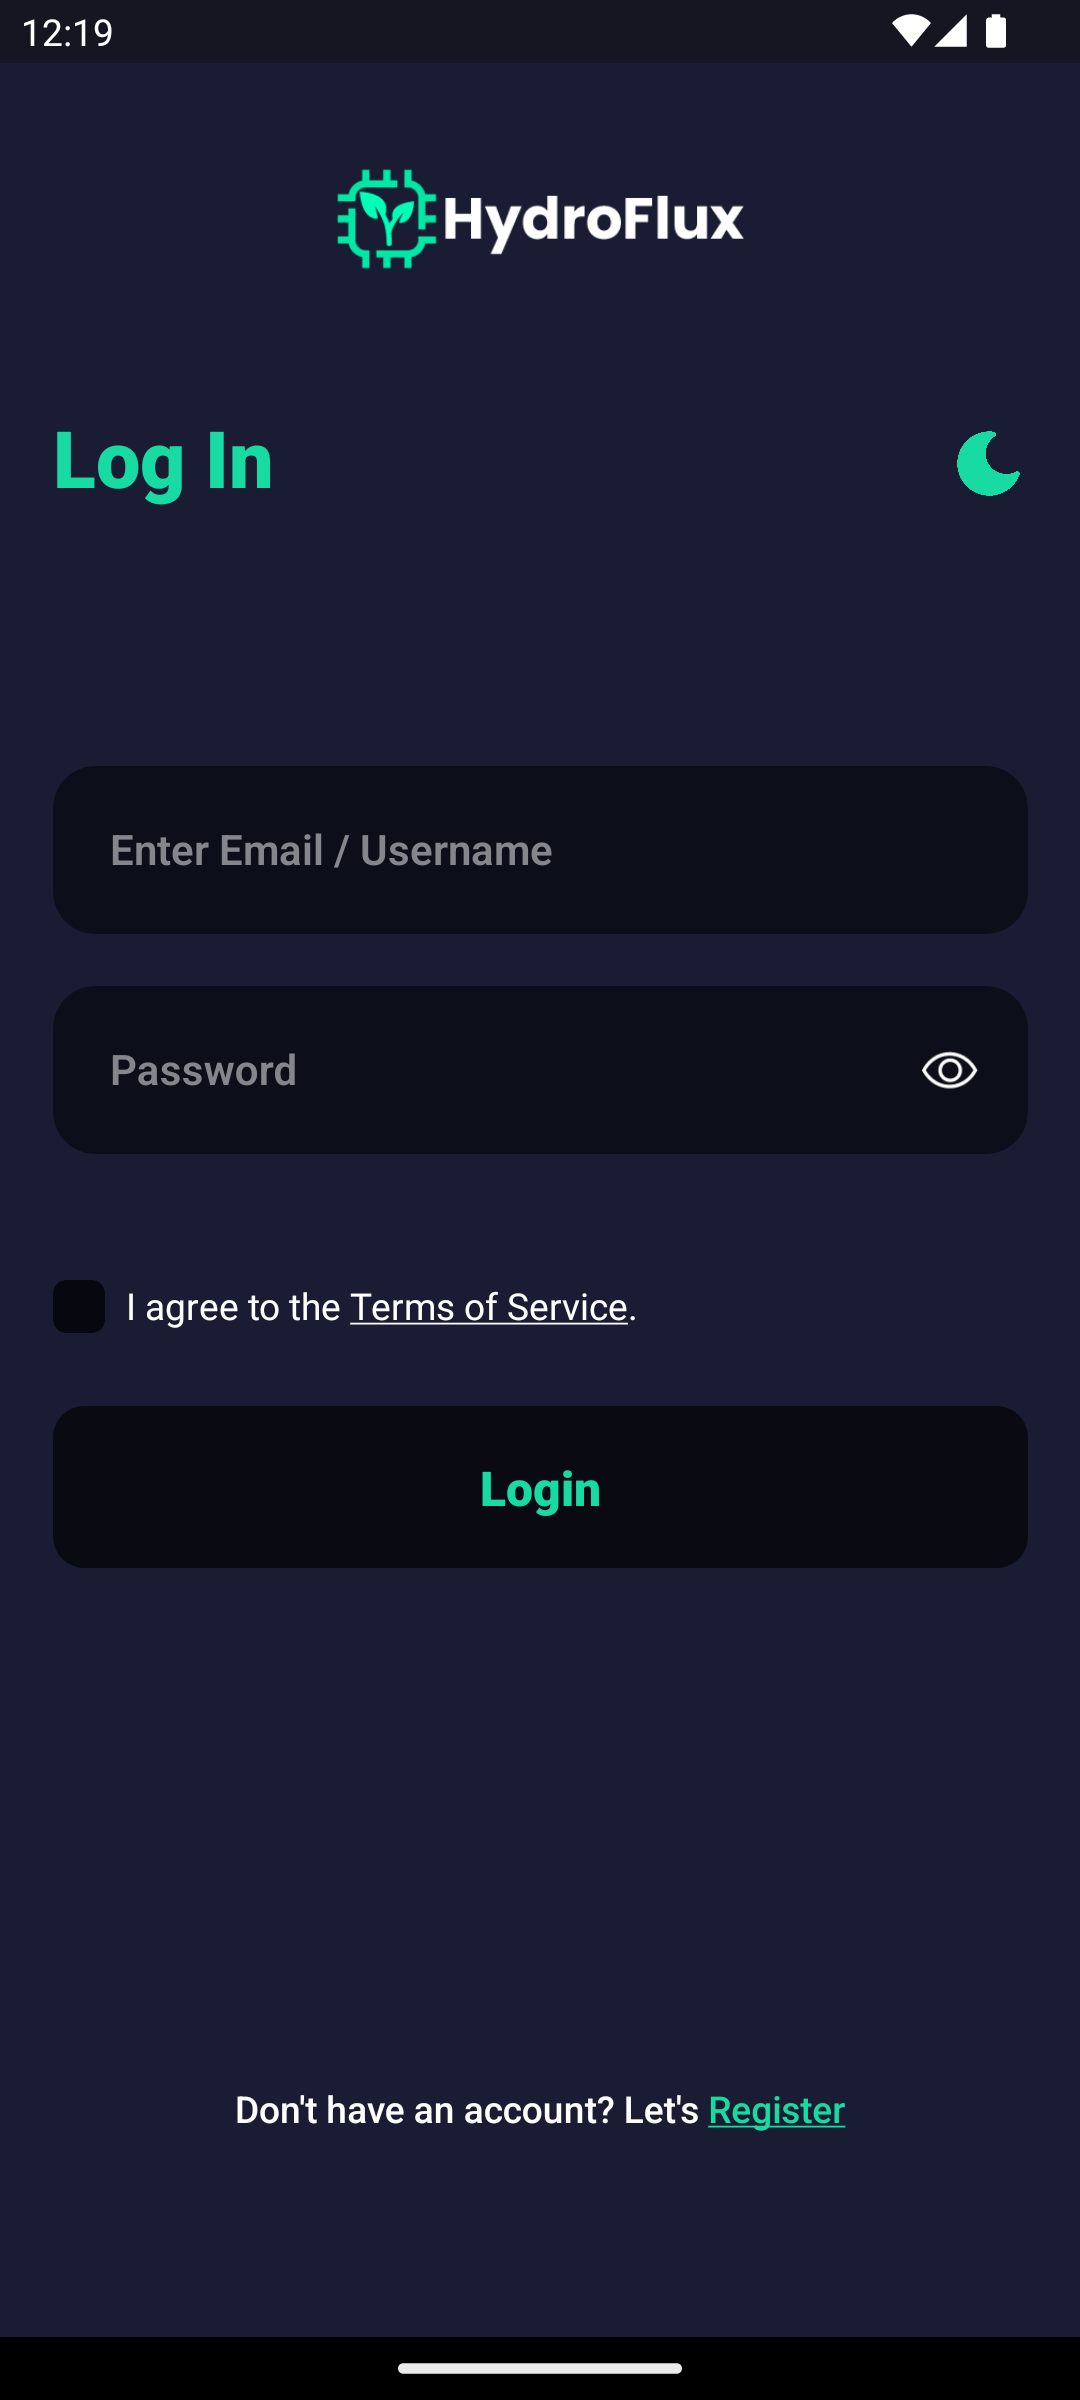 12:19
HydroFlux
Log In
Enter Email / Username
Password
I agree to the Terms of Service.
Login
Don't have an account? Let's Register